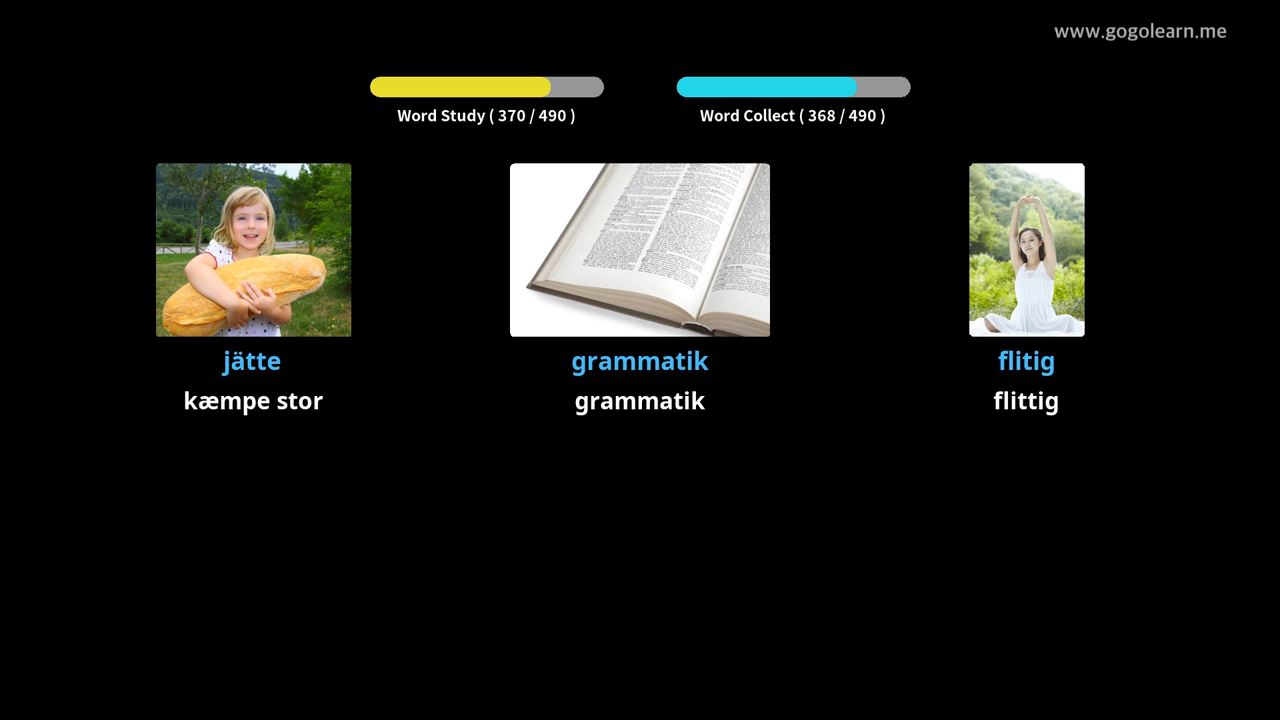 www.gogolearn.me
Word Study ( 370 / 490 )
Word Collect ( 368 / 490 )
jätte
grammatik
flitig
kæmpe stor
grammatik
flittig